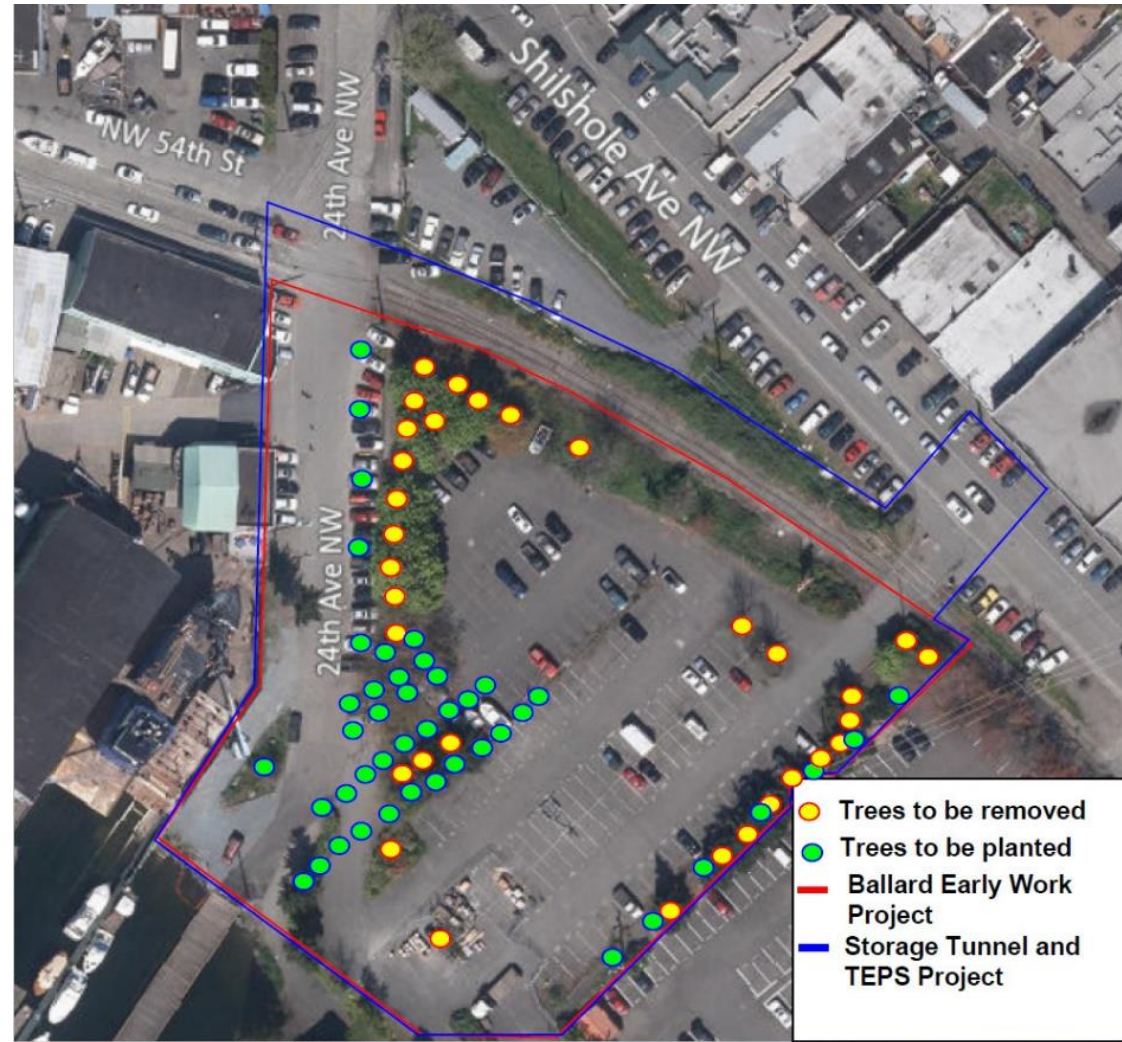 NW 54th St
24th Ave NW
Shilshole Ave NW
24th Ave NW
Trees to be removed
Trees to be planted
Ballard Early Work
Project
Storage Tunnel and
TEPS Project